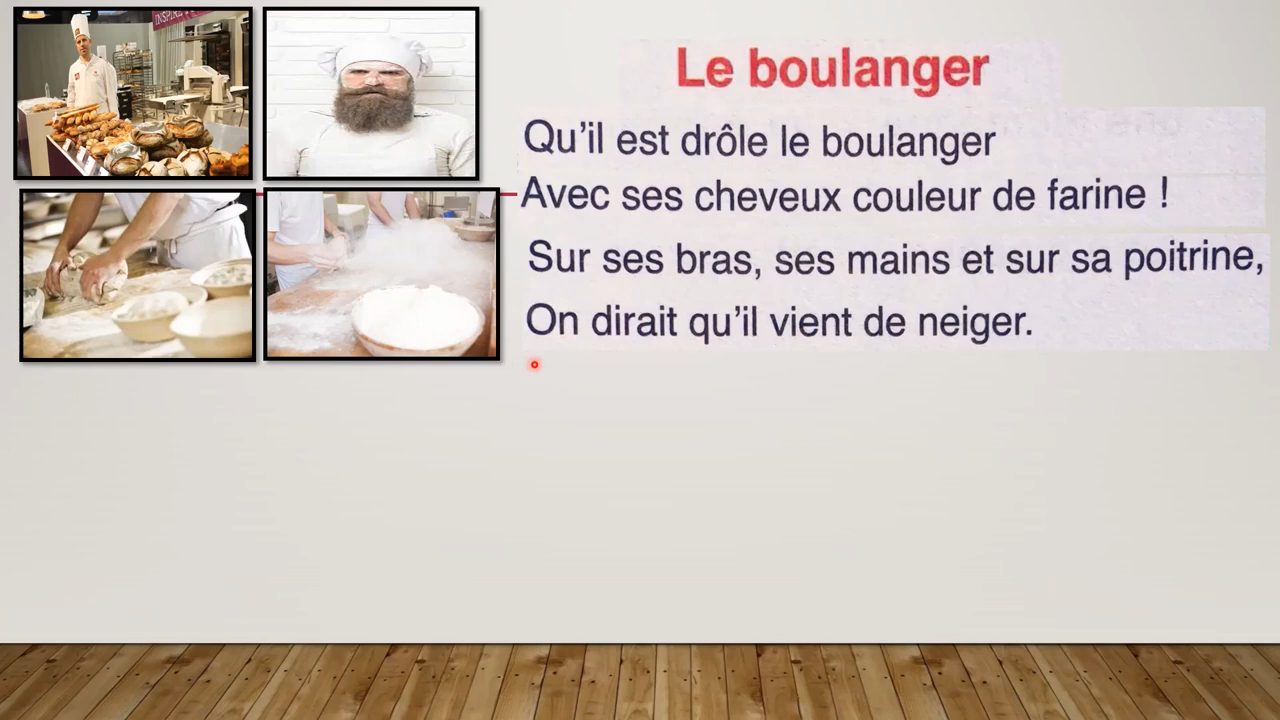 Le boulanger
Qu'il est drôle le boulanger
Avec ses cheveux couleur de farine !
Sur ses bras, ses mains et sur sa poitrine,
On dirait qu'il vient de neiger.